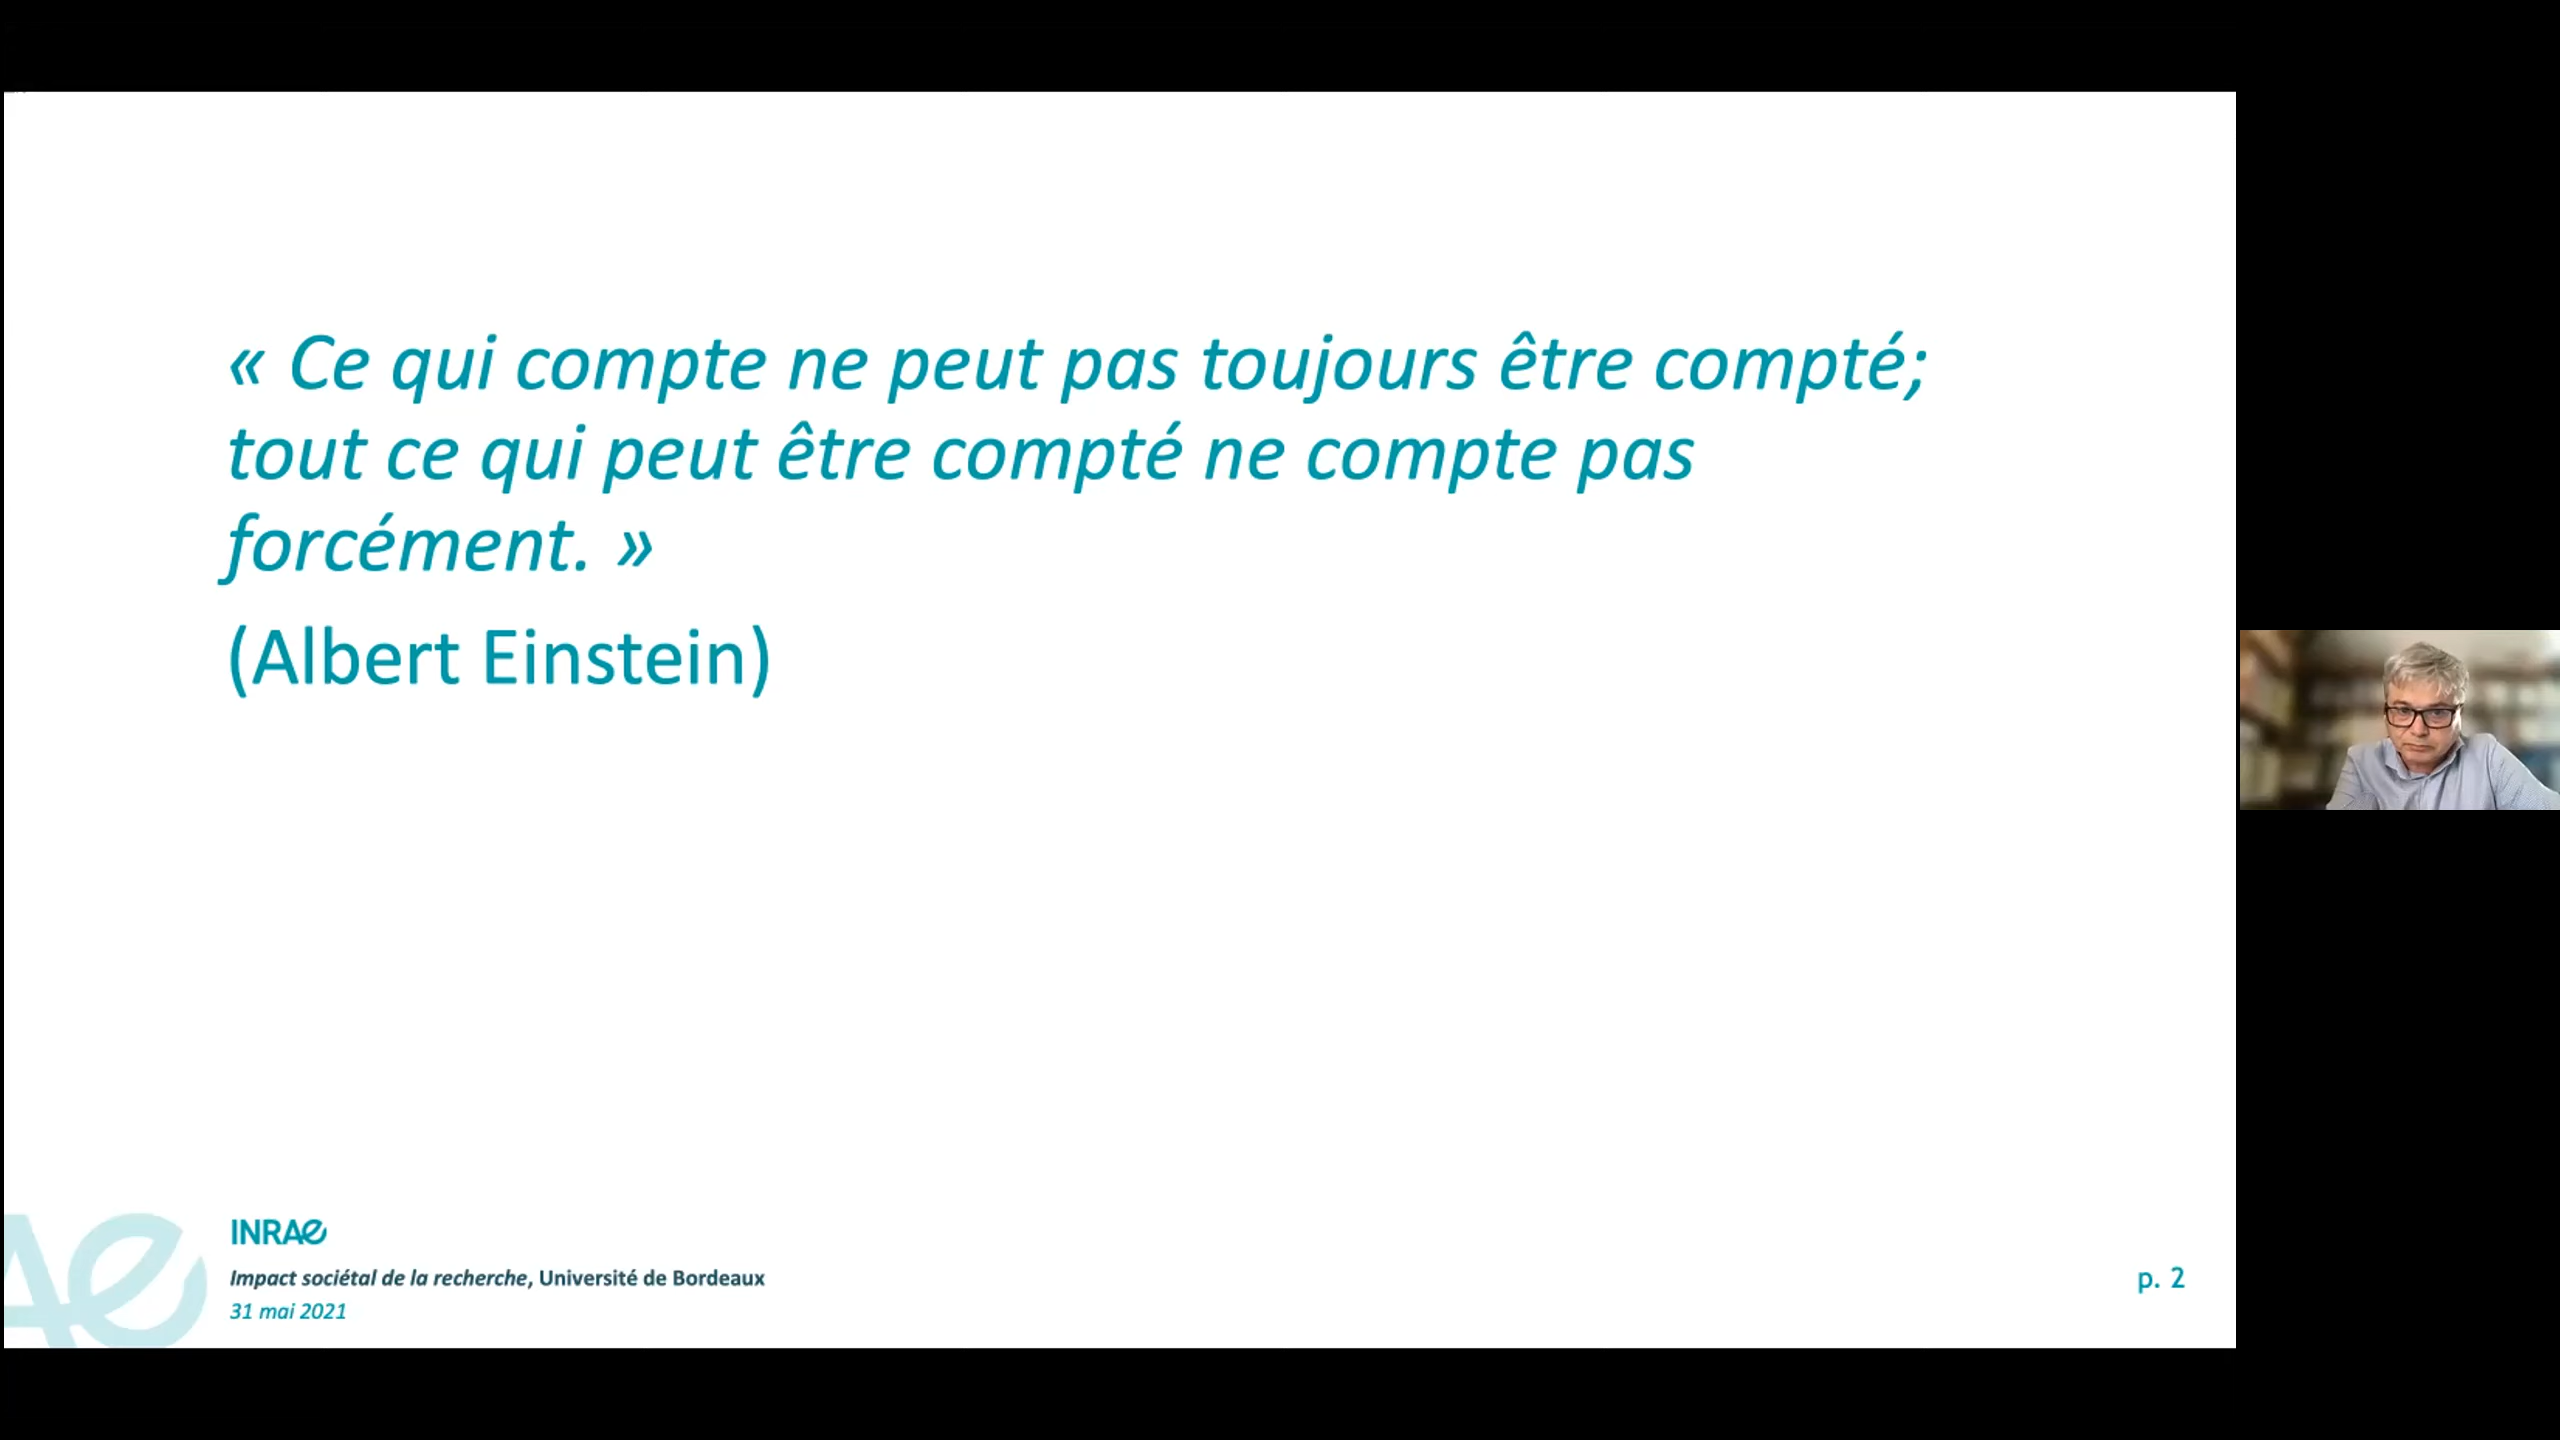 « Ce qui compte ne peut pas toujours être compté;
tout ce qui peut être compté ne compte pas
forcément. »
(Albert Einstein)
INRAE
Impact sociétal de la recherche, Université de Bordeaux
31 mai 2021
p. 2